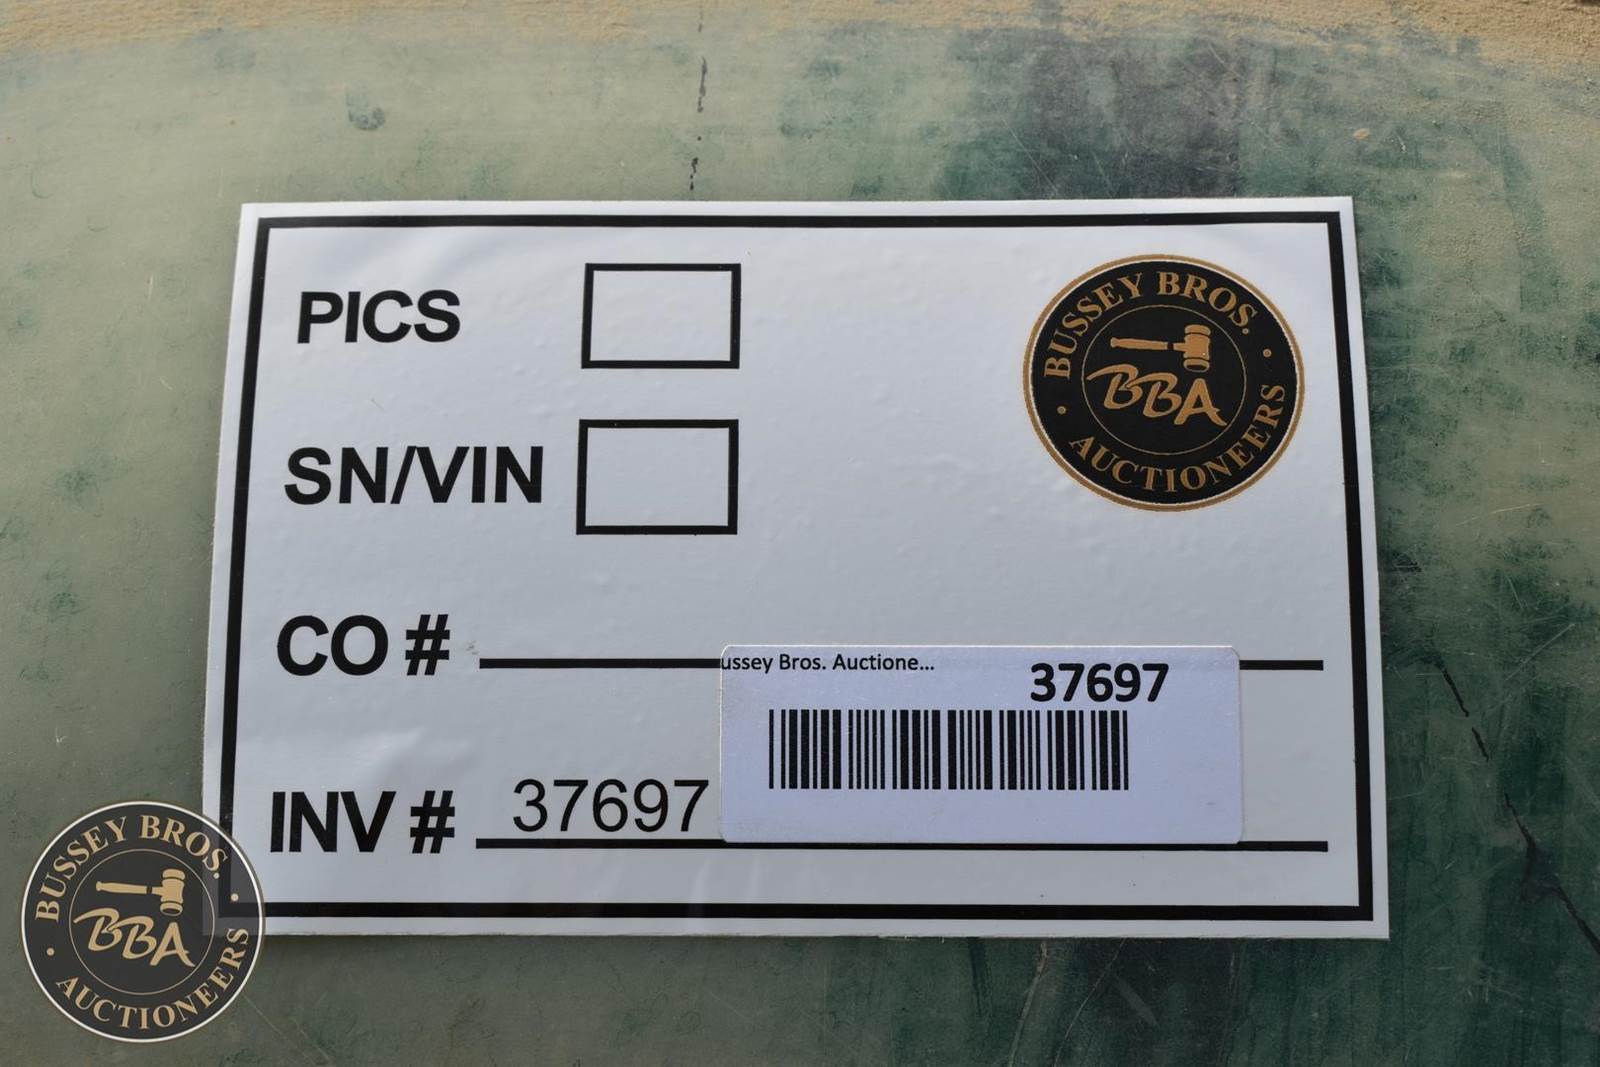 PICS
BUSSEY BROS.
BBA
AUCTIONEERS
SN/VIN
CO #
ussey Bros. Auctione...
37697
INV # 37697
BUSSEY BROS.
BBA
AUCTIONEERS